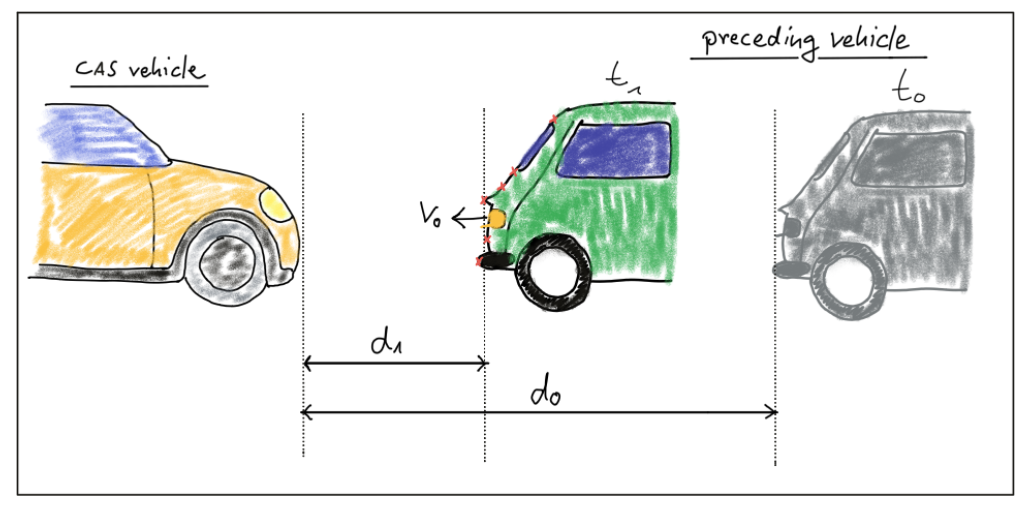 CAS vehicle
preceding vehicle
t₁
t₀
V₀
d₁
d₀